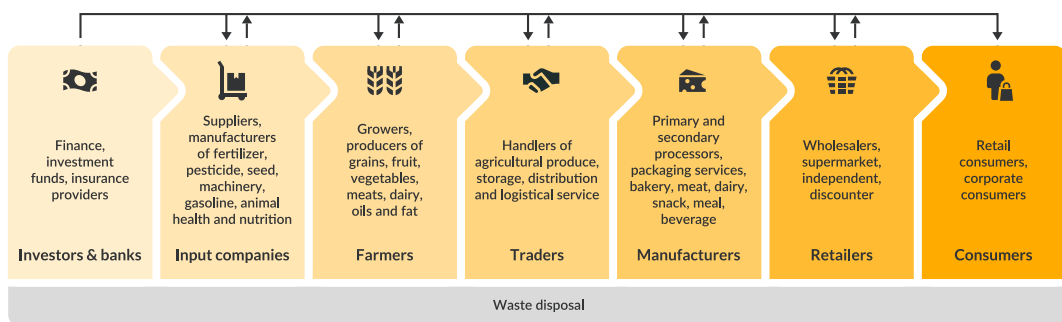 Finance,
investment
funds, insurance
providers
Investors & banks
Suppliers,
manufacturers
of fertilizer,
pesticide, seed,
machinery,
gasoline, animal
health and nutrition
Input companies
Growers,
producers of
grains, fruit,
vegetables,
meats, dairy,
oils and fat
Farmers
Handlers of
agricultural produce,
storage, distribution
and logistical service
Traders
Primary and
secondary
processors,
packaging services,
bakery, meat, dairy,
snack, meal,
beverage
Manufacturers
Wholesalers,
supermarket,
independent,
discounter
Retailers
Retail
consumers,
corporate
consumers
Consumers
Waste disposal